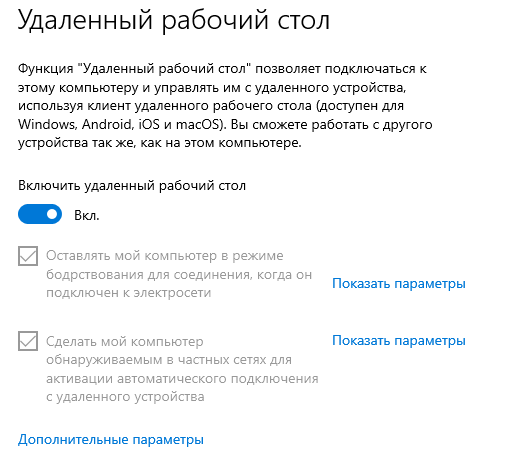 Удаленный рабочий стол
Функция "Удаленный рабочий стол" позволяет подключаться к
этому компьютеру и управлять им с удаленного устройства,
используя клиент удаленного рабочего стола (доступен для
Windows, Android, iOS и macOS). Вы сможете работать с другого
устройства так же, как на этом компьютере.
Включить удаленный рабочий стол
Вкл.
Оставлять мой компьютер в режиме
бодрствования для соединения, когда он
подключен к электросети
Показать параметры
Сделать мой компьютер
обнаруживаемым в частных сетях для
активации автоматического подключения
с удаленного устройства
Показать параметры
Дополнительные параметры